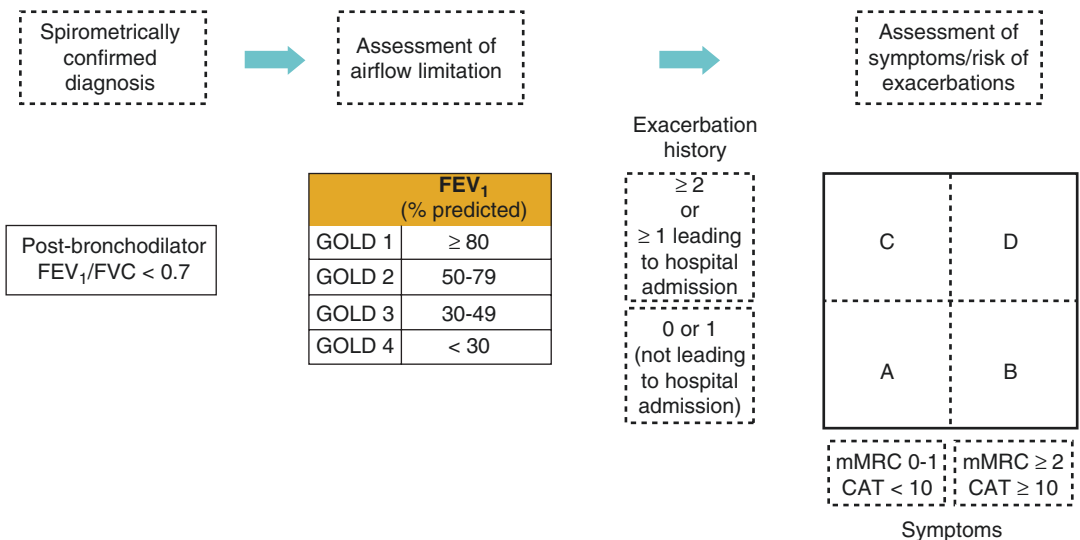 Spirometrically
confirmed
diagnosis
Assessment of
airflow limitation
Assessment of
symptoms/risk of
exacerbations
Post-bronchodilator
FEV₁/FVC < 0.7
FEV₁
(% predicted)
GOLD 1 ≥ 80
GOLD 2 50-79
GOLD 3 30-49
GOLD 4 < 30
Exacerbation
history
≥ 2
or
≥ 1 leading
to hospital
admission
0 or 1
(not leading
to hospital
admission)
C D
A B
mMRC 0-1
CAT < 10
mMRC ≥ 2
CAT ≥ 10
Symptoms